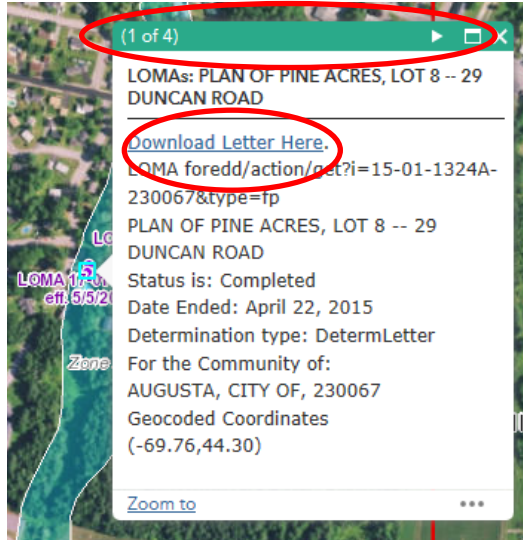 (1 of 4)
LOMAs: PLAN OF PINE ACRES, LOT 8 -- 29
DUNCAN ROAD
Download Letter Here.
LOMA foredd/action/get?i=15-01-1324A-
230067&type=fp
PLAN OF PINE ACRES, LOT 8 -- 29
DUNCAN ROAD
Status is: Completed
Date Ended: April 22, 2015
Determination type: DetermLetter
For the Community of:
AUGUSTA, CITY OF, 230067
Geocoded Coordinates
(-69.76,44.30)
Zoom to
LO
LOMA
eff. 5/5/2
Zone